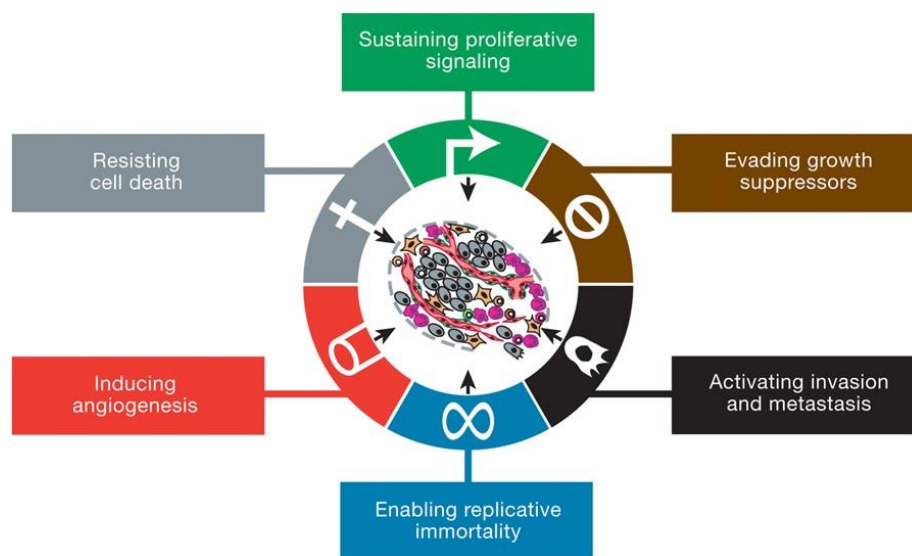 Sustaining proliferative
signaling
Resisting
cell death
Evading growth
suppressors
Inducing
angiogenesis
Activating invasion
and metastasis
Enabling replicative
immortality